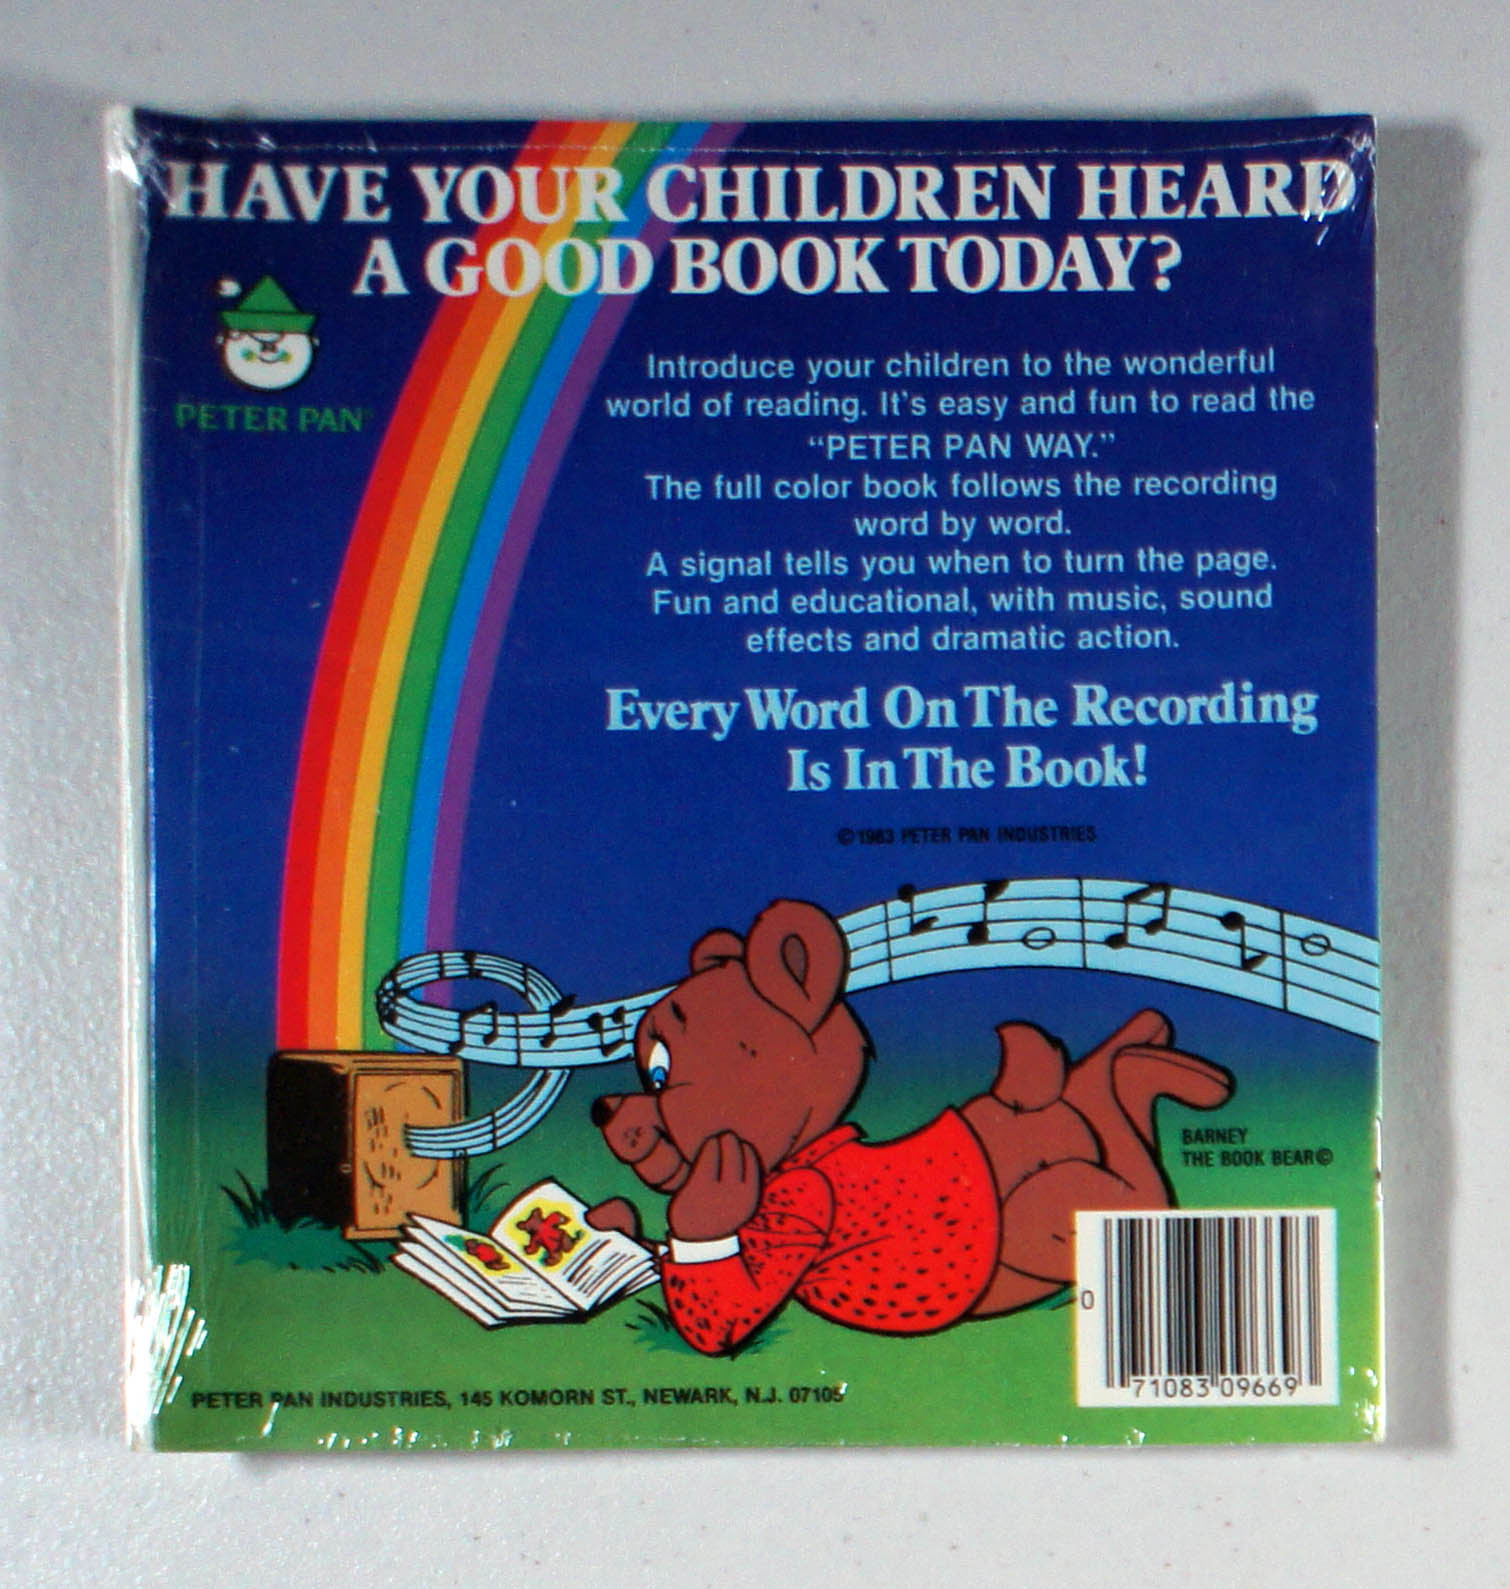 HAVE YOUR CHILDREN HEARD
A GOOD BOOK TODAY?
PETER PAN®
Introduce your children to the wonderful
world of reading. It's easy and fun to read the
"PETER PAN WAY."
The full color book follows the recording
word by word.
A signal tells you when to turn the page.
Fun and educational, with music, sound
effects and dramatic action.
Every Word On The Recording
Is In The Book!
©1983 PETER PAN INDUSTRIES
BARNEY
THE BOOK BEAR©
0 71083 09669
PETER PAN INDUSTRIES, 145 KOMORN ST., NEWARK, N.J. 07105